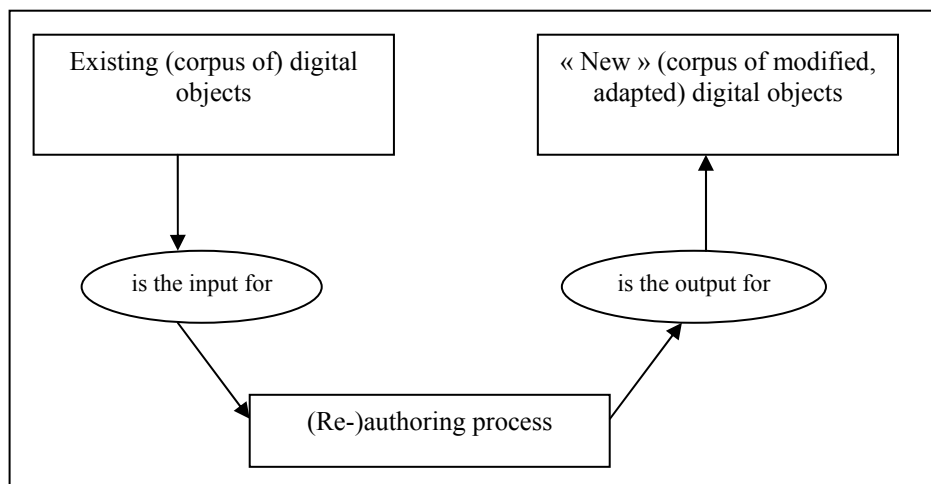 Existing (corpus of) digital
objects
« New » (corpus of modified,
adapted) digital objects
is the input for
is the output for
(Re-)authoring process